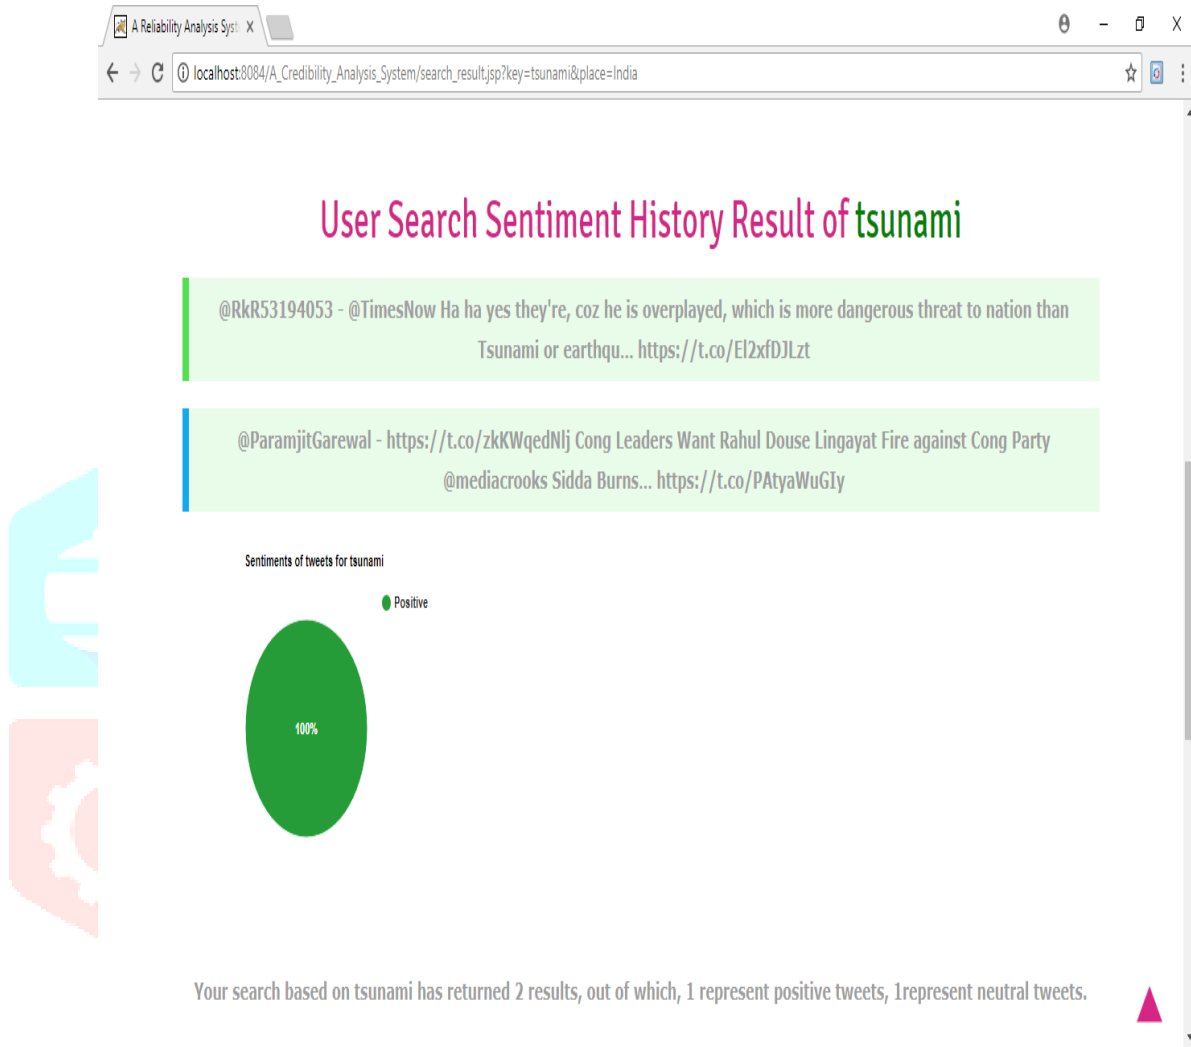 A Reliability Analysis Syst
localhost:8084/A_Credibility_Analysis_System/search_result.jsp?key=tsunami&place=India
User Search Sentiment History Result of tsunami
@RkR53194053 - @TimesNow Ha ha yes they're, coz he is overplayed, which is more dangerous threat to nation than
Tsunami or earthqu... https://t.co/El2xfDJLzt
@ParamjitGarewal - https://t.co/zkKWqedNlj Cong Leaders Want Rahul Douse Lingayat Fire against Cong Party
@mediacrooks Sidda Burns... https://t.co/PAtyaWuGIy
Sentiments of tweets for tsunami
Positive
100%
Your search based on tsunami has returned 2 results, out of which, 1 represent positive tweets, 1represent neutral tweets.